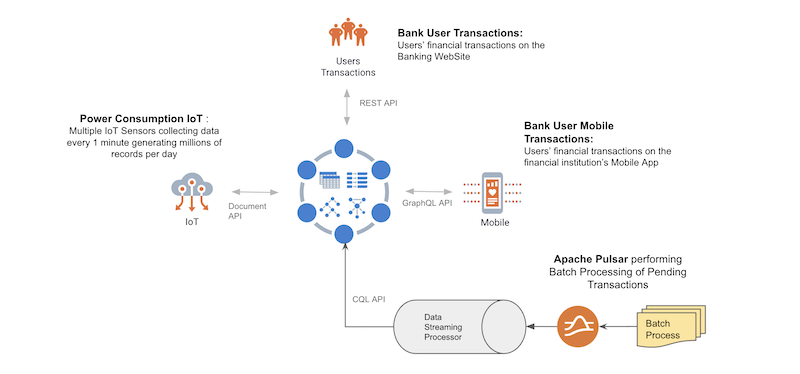 Bank User Transactions:
Users' financial transactions on the
Banking WebSite
Users
Transactions
REST API
Power Consumption IoT :
Multiple IoT Sensors collecting data
every 1 minute generating millions of
records per day
Bank User Mobile
Transactions:
Users' financial transactions on the
financial institution's Mobile App
Document
API
IoT
GraphQL API
Mobile
Apache Pulsar performing
Batch Processing of Pending
Transactions
CQL API
Data
Streaming
Processor
Batch
Process